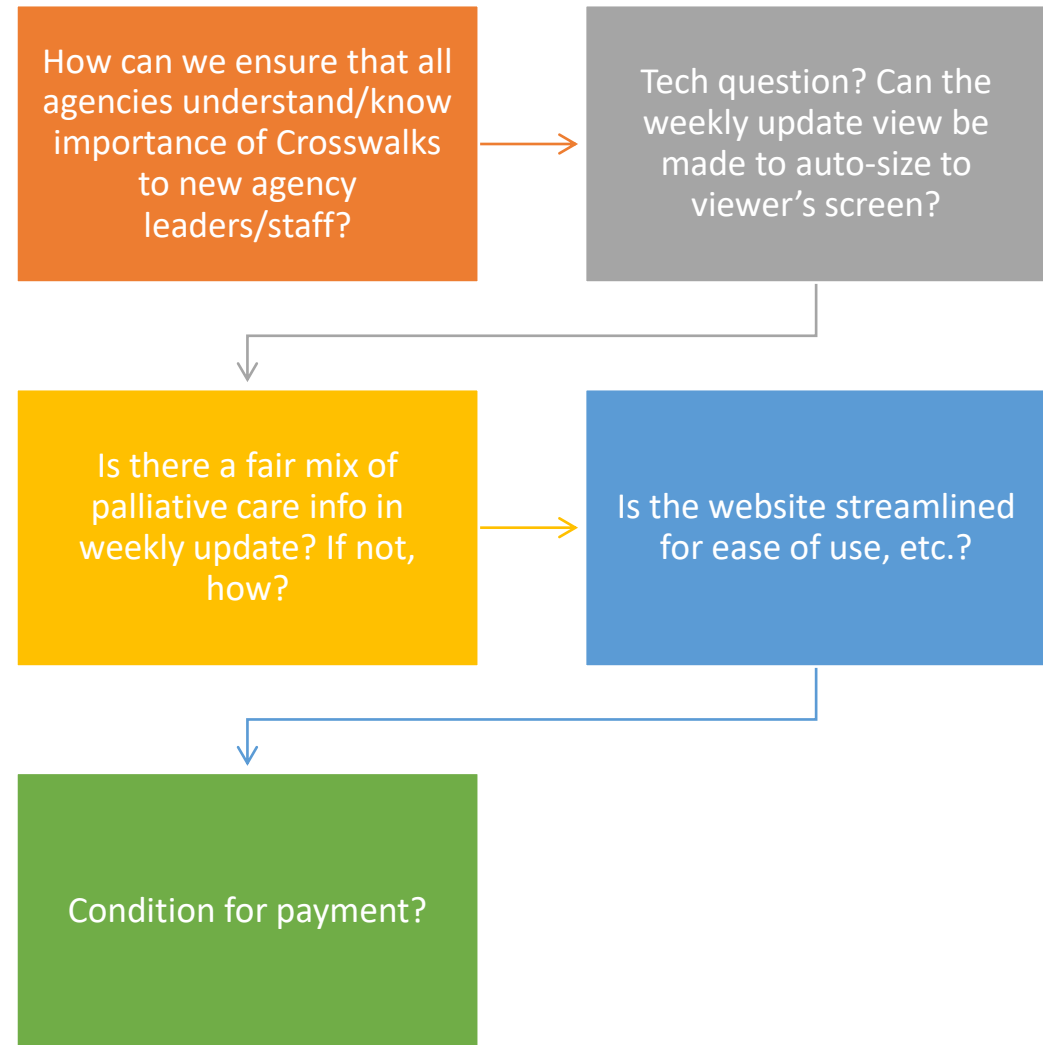 How can we ensure that all
agencies understand/know
importance of Crosswalks
to new agency
leaders/staff?
Tech question? Can the
weekly update view be
made to auto-size to
viewer’s screen?
Is there a fair mix of
palliative care info in
weekly update? If not,
how?
Is the website streamlined
for ease of use, etc.?
Condition for payment?